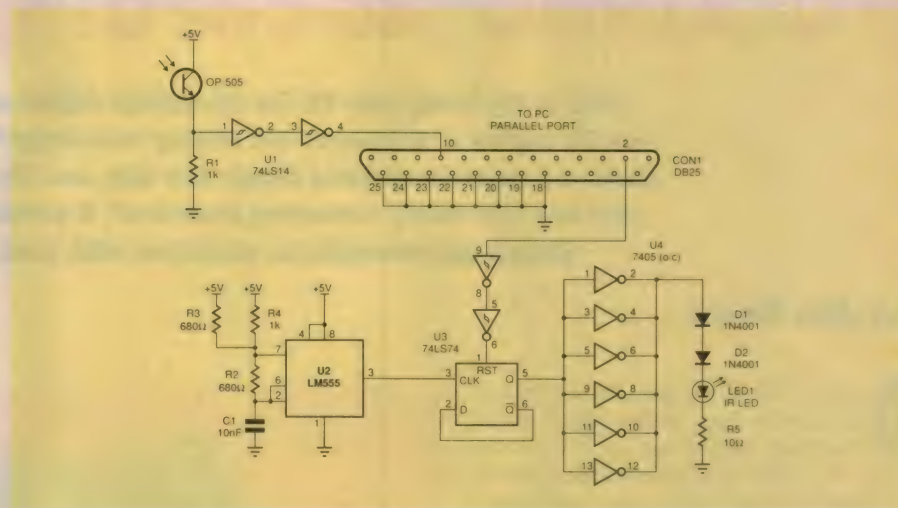 +5V
OP 505
1 2 3 4
U1
74LS14
R1
1k
TO PC
PARALLEL PORT
10 2
CON1
DB25
25 24 23 22 21 20 19 18
9
8
5
6
U4
7405 (o c)
+5V +5V +5V
R3
680Ω
R4
1k
4 8
7
R2
680Ω
6
2
U2
LM555
3
1
C1
10nF
U3
74LS74
1
RST
3 CLK Q 5
2 D Q̅ 6
1 2
3 4
5 6
9 8
11 10
13 12
D1
1N4001
D2
1N4001
LED1
IR LED
R5
10Ω